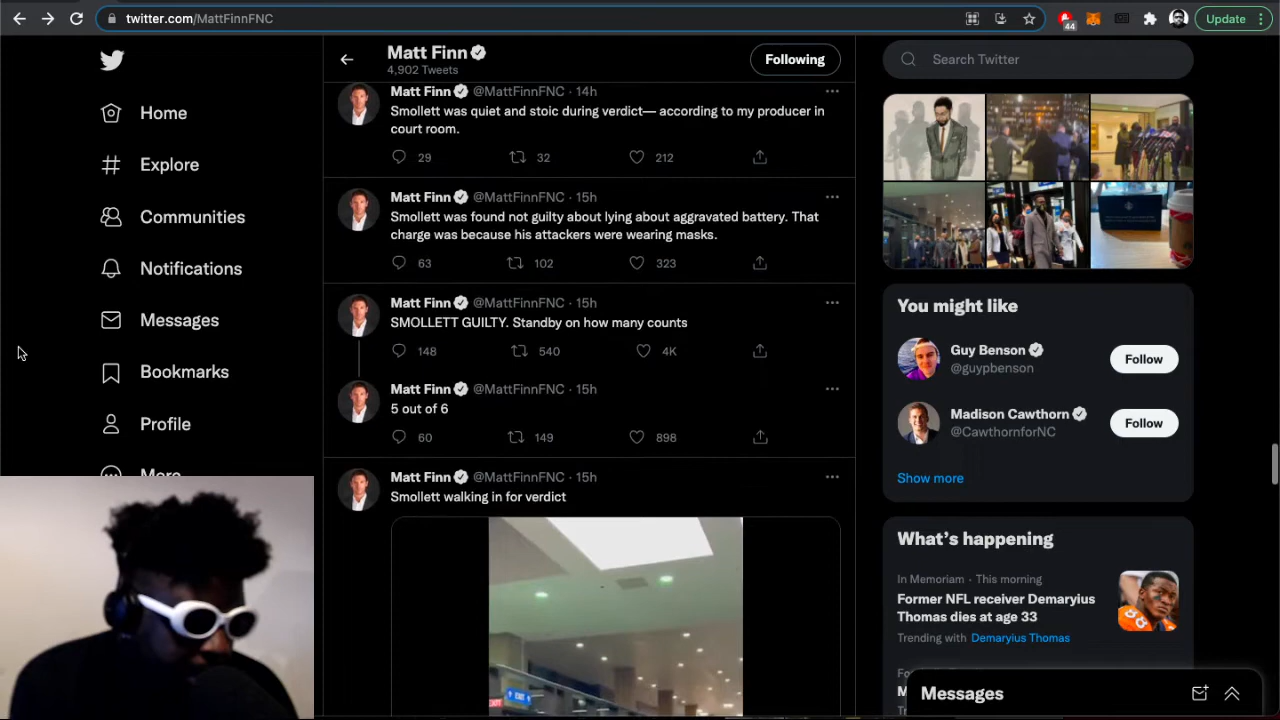 twitter.com/MattFinnFNC
44
Update
Home
Explore
Communities
Notifications
Messages
Bookmarks
Profile
More
Matt Finn
4,902 Tweets
Following
Matt Finn @MattFinnFNC · 14h
Smollett was quiet and stoic during verdict— according to my producer in
court room.
29 32 212
Matt Finn @MattFinnFNC · 15h
Smollett was found not guilty about lying about aggravated battery. That
charge was because his attackers were wearing masks.
63 102 323
Matt Finn @MattFinnFNC · 15h
SMOLLETT GUILTY. Standby on how many counts
148 540 4K
Matt Finn @MattFinnFNC · 15h
5 out of 6
60 149 898
Matt Finn @MattFinnFNC · 15h
Smollett walking in for verdict
EXIT
Search Twitter
You might like
Guy Benson
@guypbenson
Follow
Madison Cawthorn
@CawthornforNC
Follow
Show more
What's happening
In Memoriam · This morning
Former NFL receiver Demaryius
Thomas dies at age 33
Trending with Demaryius Thomas
Messages